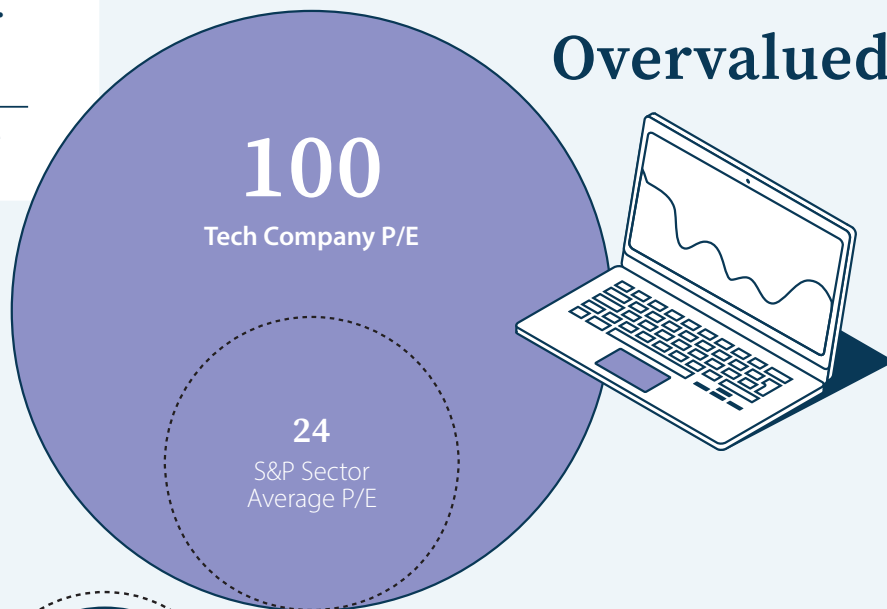 Overvalued
100
Tech Company P/E
24
S&P Sector
Average P/E